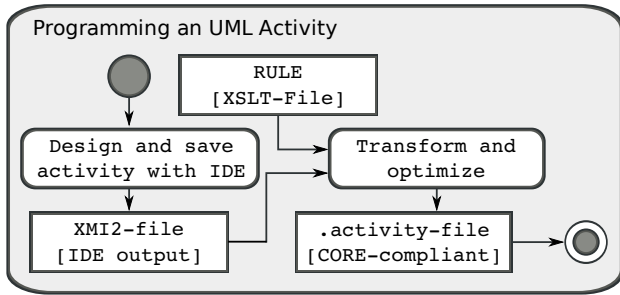 Programming an UML Activity
RULE
[XSLT-File]
Design and save
activity with IDE
Transform and
optimize
XMI2-file
[IDE output]
.activity-file
[CORE-compliant]